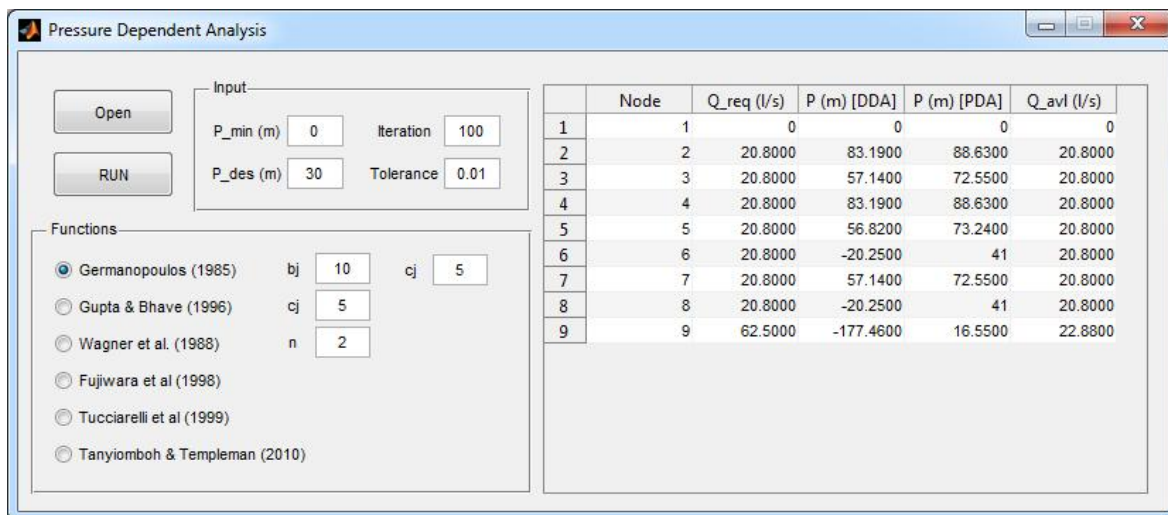 Pressure Dependent Analysis
Open
RUN
Input
P_min (m) 0 Iteration 100
P_des (m) 30 Tolerance 0.01
Functions
Germanopoulos (1985) bj 10 cj 5
Gupta & Bhave (1996) cj 5
Wagner et al. (1988) n 2
Fujiwara et al (1998)
Tucciarelli et al (1999)
Tanyiomboh & Templeman (2010)
Node Q_req (l/s) P (m) [DDA] P (m) [PDA] Q_avl (l/s)
1 1 0 0 0 0
2 2 20.8000 83.1900 88.6300 20.8000
3 3 20.8000 57.1400 72.5500 20.8000
4 4 20.8000 83.1900 88.6300 20.8000
5 5 20.8000 56.8200 73.2400 20.8000
6 6 20.8000 -20.2500 41 20.8000
7 7 20.8000 57.1400 72.5500 20.8000
8 8 20.8000 -20.2500 41 20.8000
9 9 62.5000 -177.4600 16.5500 22.8800